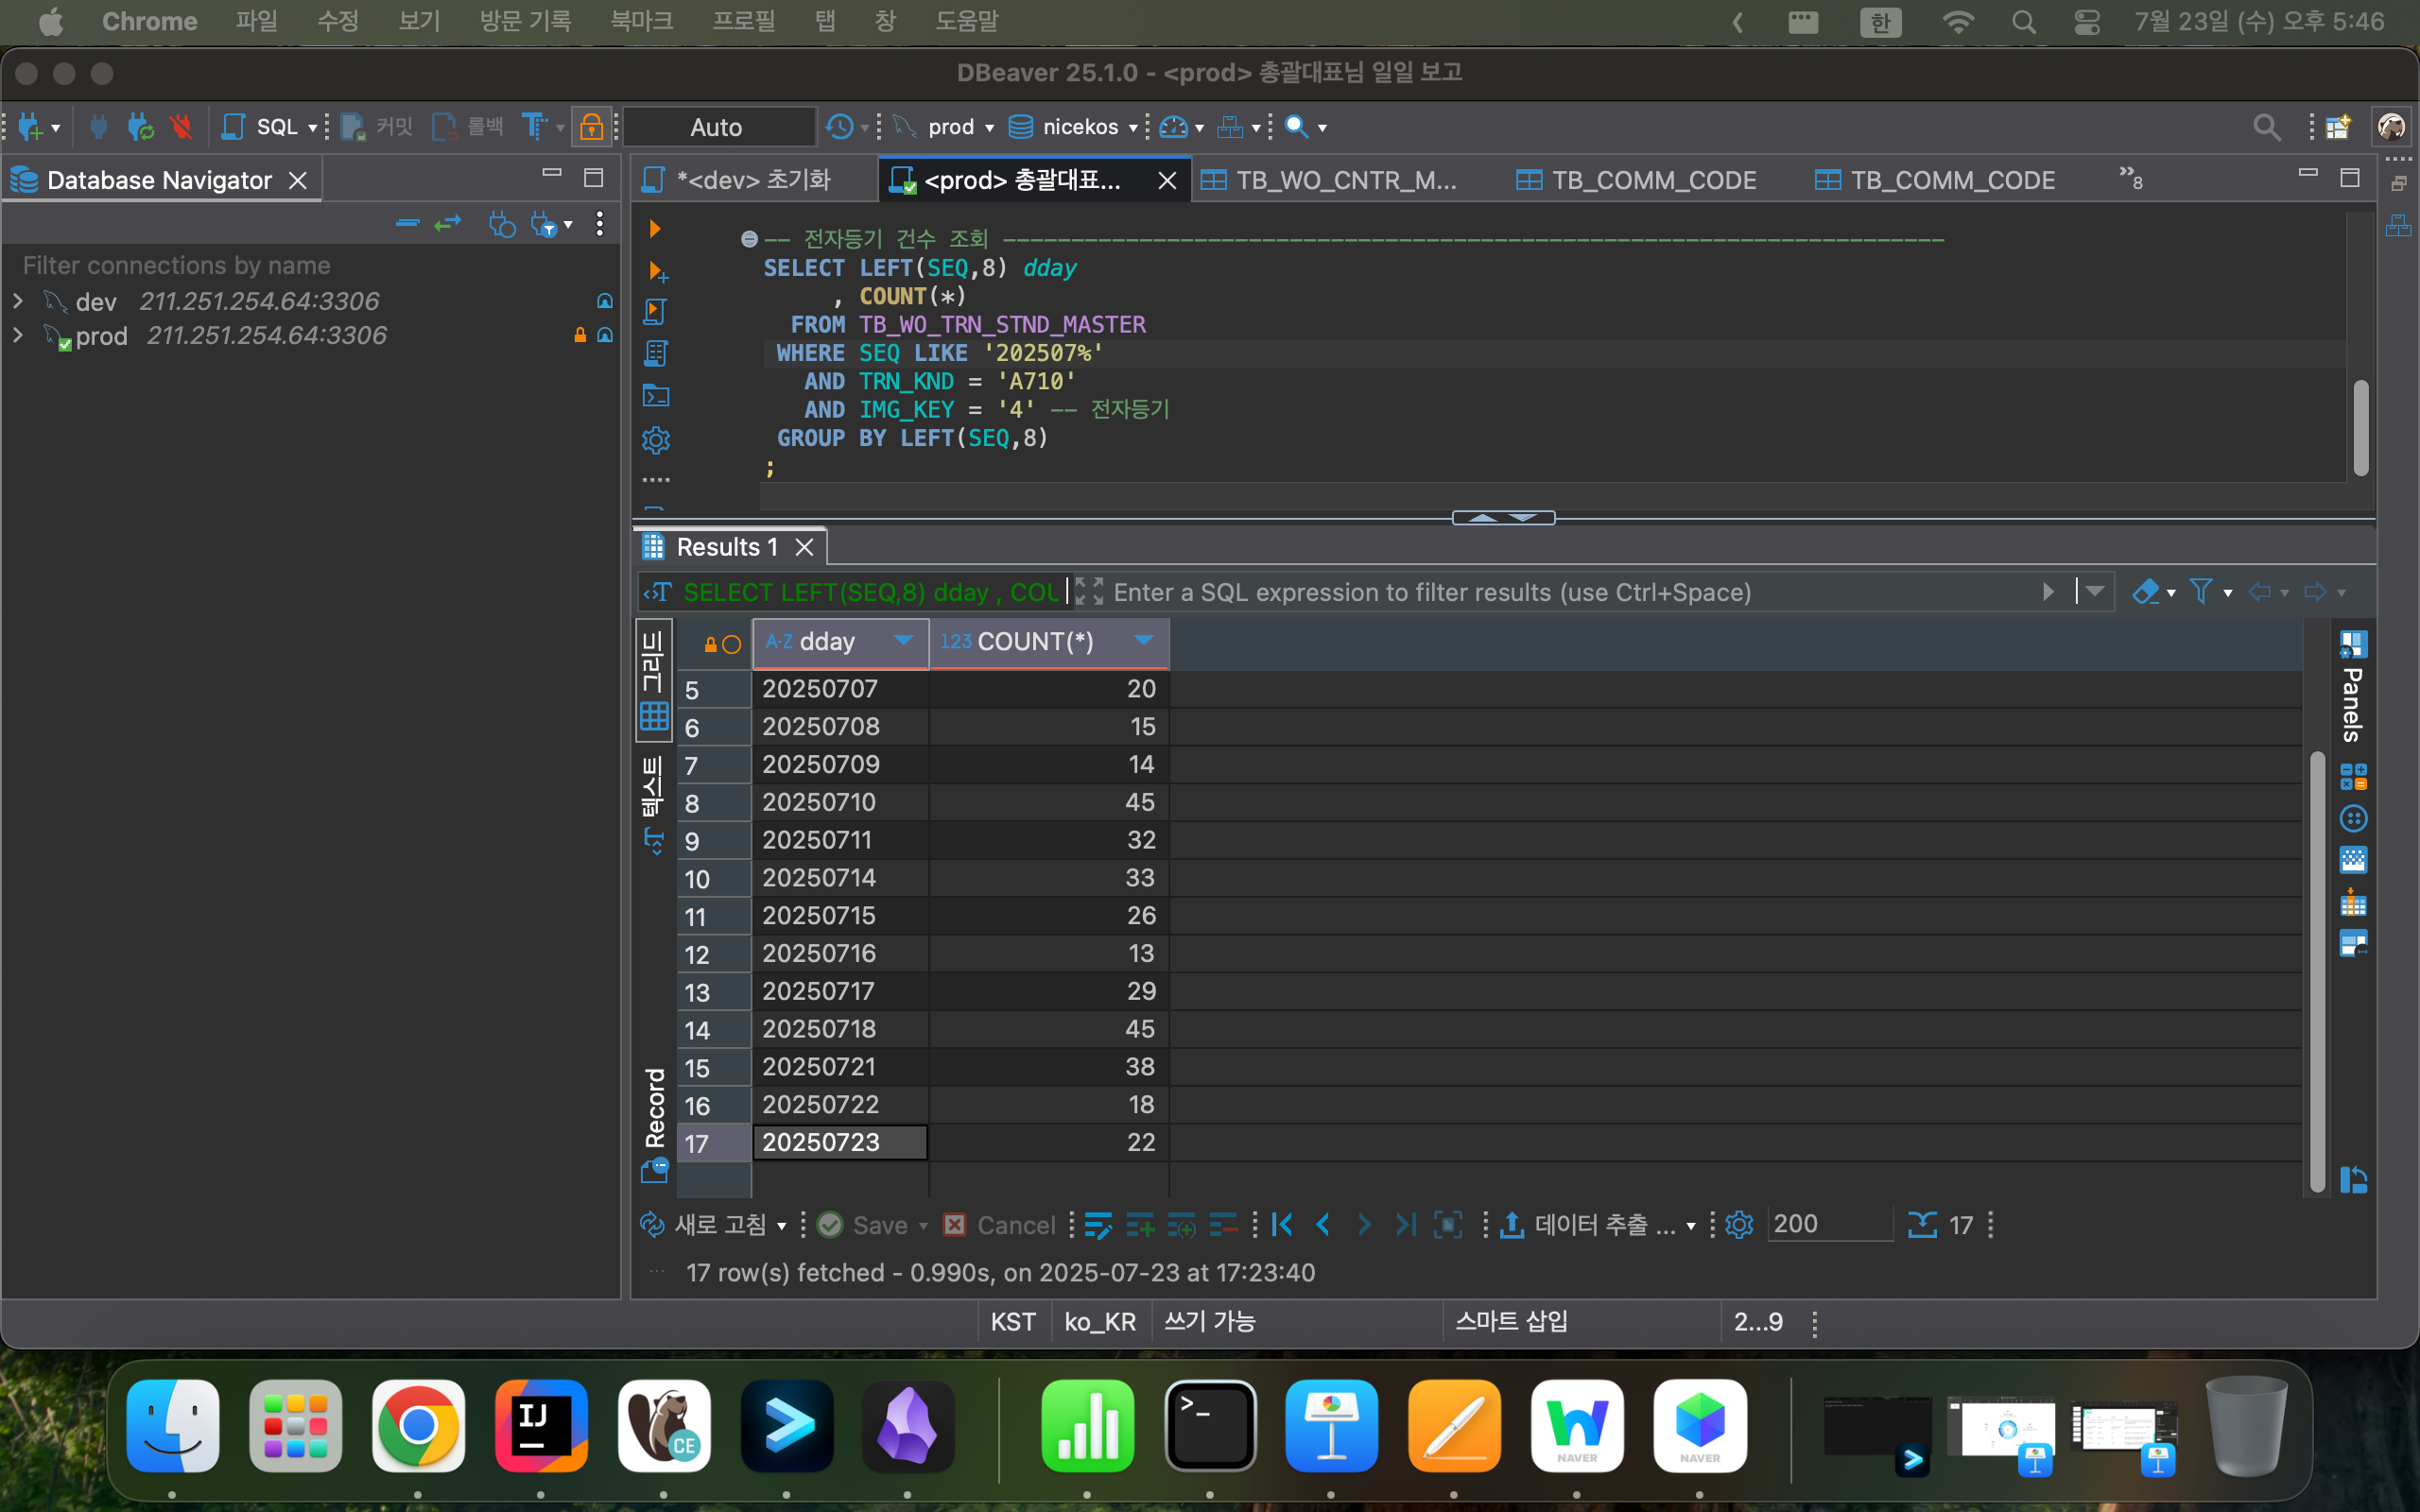 Chrome 파일 수정 보기 방문 기록 북마크 프로필 탭 창 도움말 한 7월 23일 (수) 오후 5:46
DBeaver 25.1.0 - <prod> 총괄대표님 일일 보고
SQL 커밋 롤백 Auto prod nicekos
Database Navigator
*<dev> 초기화 <prod> 총괄대표... TB_WO_CNTR_M... TB_COMM_CODE TB_COMM_CODE »8
Filter connections by name
dev 211.251.254.64:3306
prod 211.251.254.64:3306
-- 전자등기 건수 조회 ---------------------------------------------------------------------
SELECT LEFT(SEQ,8) dday
, COUNT(*)
FROM TB_WO_TRN_STND_MASTER
WHERE SEQ LIKE '202507%'
AND TRN_KND = 'A710'
AND IMG_KEY = '4' -- 전자등기
GROUP BY LEFT(SEQ,8)
;
Results 1
SELECT LEFT(SEQ,8) dday , COU Enter a SQL expression to filter results (use Ctrl+Space)
그리드
텍스트
Record
Panels
A-Z dday 123 COUNT(*)
5 20250707 20
6 20250708 15
7 20250709 14
8 20250710 45
9 20250711 32
10 20250714 33
11 20250715 26
12 20250716 13
13 20250717 29
14 20250718 45
15 20250721 38
16 20250722 18
17 20250723 22
새로 고침 Save Cancel 데이터 추출 ... 200 17
17 row(s) fetched - 0.990s, on 2025-07-23 at 17:23:40
KST ko_KR 쓰기 가능 스마트 삽입 2...9
IJ CE >_ NAVER NAVER